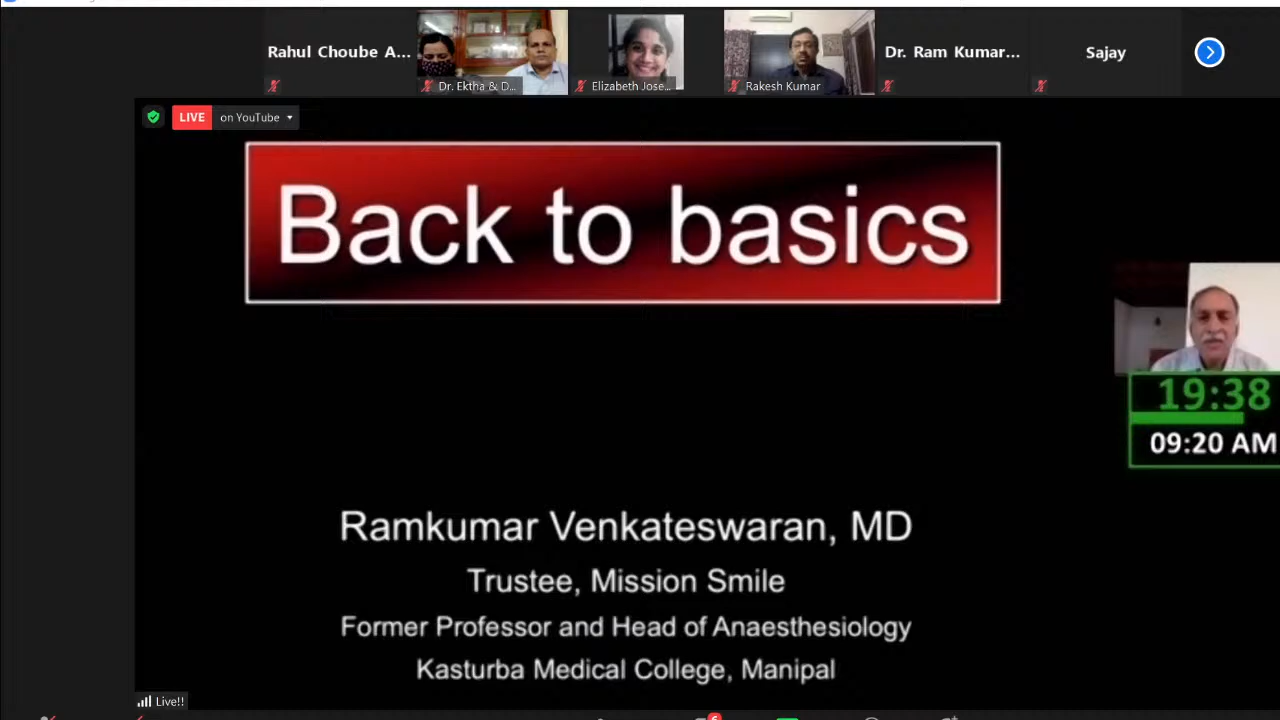 Rahul Choube A...
Dr. Ektha & D...
Elizabeth Jose...
Rakesh Kumar
Dr. Ram Kumar...
Sajay
LIVE on YouTube
Back to basics
19:38
09:20 AM
Ramkumar Venkateswaran, MD
Trustee, Mission Smile
Former Professor and Head of Anaesthesiology
Kasturba Medical College, Manipal
Live!!
6